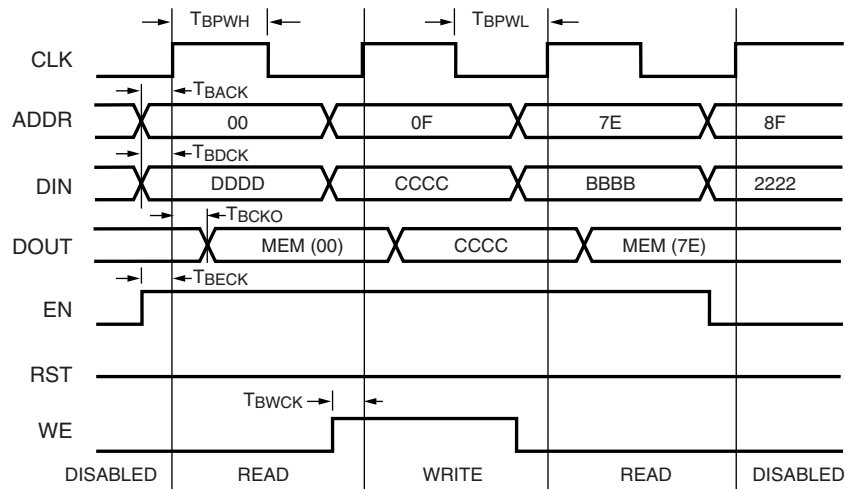 TBPWH TBPWL
CLK
TBACK
ADDR 00 0F 7E 8F
TBDCK
DIN DDDD CCCC BBBB 2222
TBCKO
DOUT MEM (00) CCCC MEM (7E)
TBECK
EN
RST
TBWCK
WE
DISABLED READ WRITE READ DISABLED